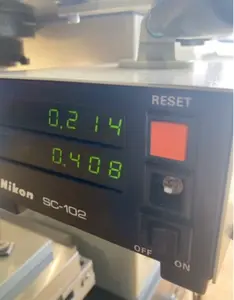 RESET
0.214
0.408
Nikon SC-102
OFF ON